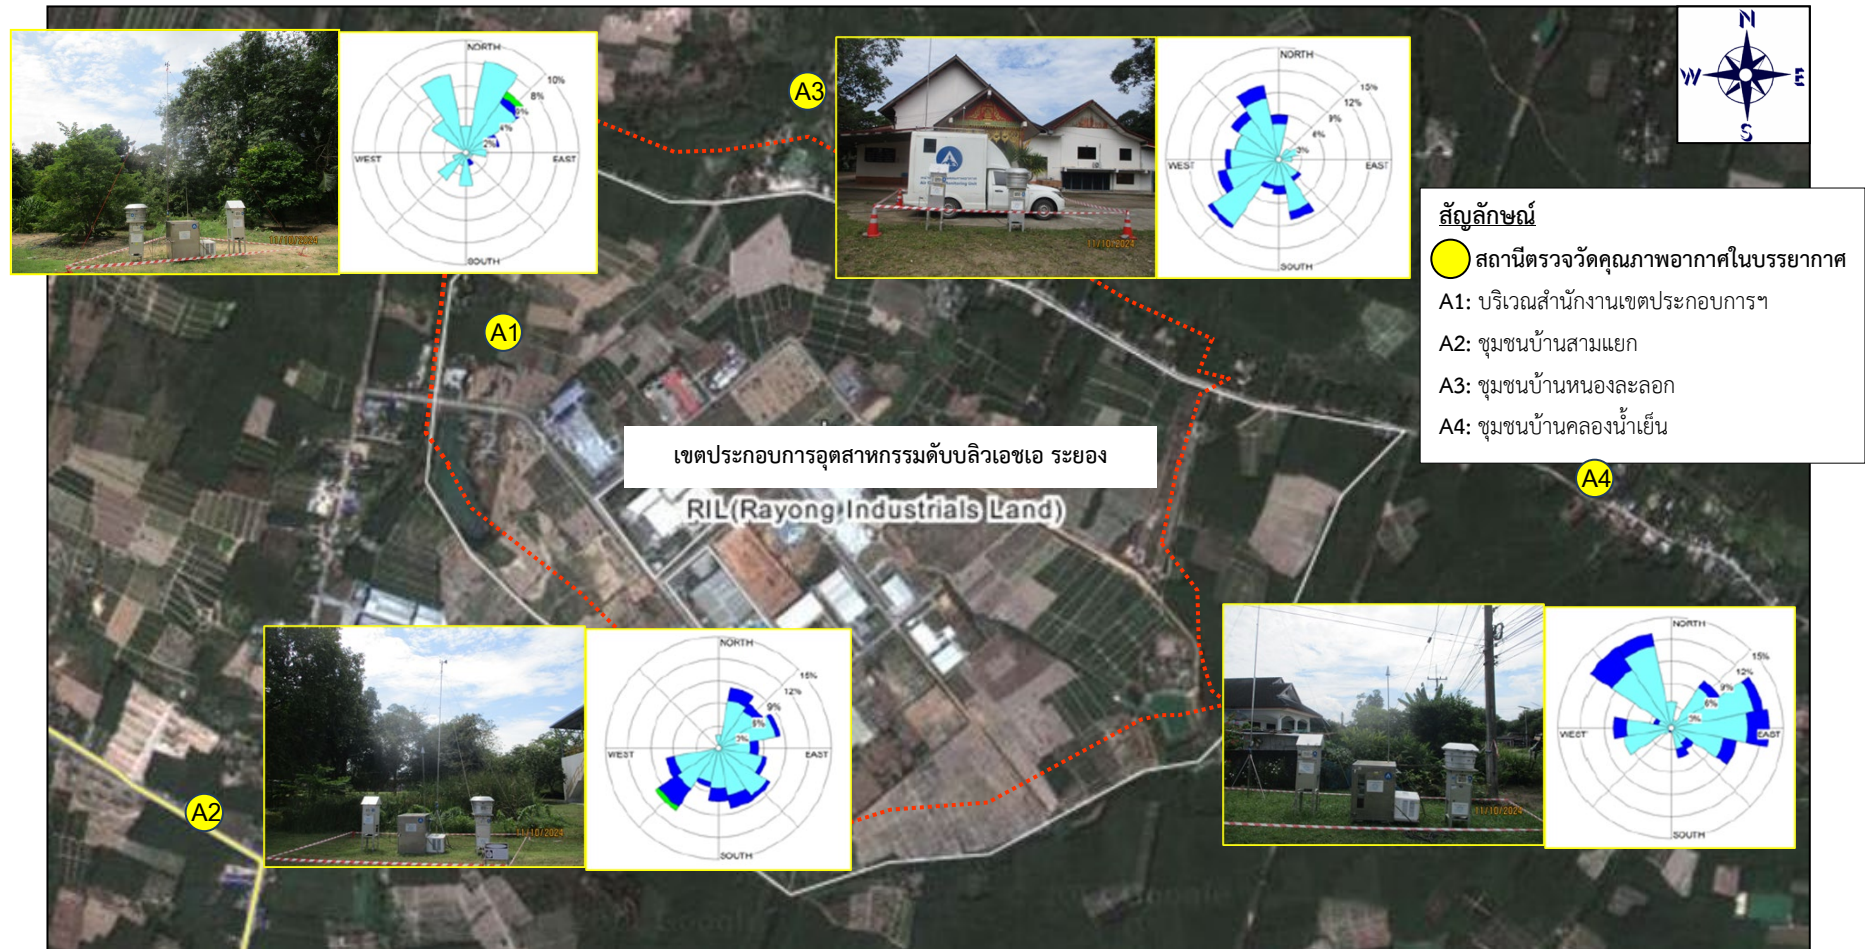 NORTH
10%
8%
6%
4%
2%
WEST
EAST
SOUTH
11/10/2024
A3
NORTH
15%
12%
9%
6%
3%
WEST
EAST
SOUTH
11/10/2024
N
W
E
S
สัญลักษณ์
สถานีตรวจวัดคุณภาพอากาศในบรรยากาศ
A1: บริเวณสำนักงานเขตประกอบการฯ
A2: ชุมชนบ้านสามแยก
A3: ชุมชนบ้านหนองละลอก
A4: ชุมชนบ้านคลองน้ำเย็น
A1
เขตประกอบการอุตสาหกรรมดับบลิวเอชเอ ระยอง
RIL(Rayong Industrials Land)
A4
A2
11/10/2024
NORTH
15%
12%
9%
6%
3%
WEST
EAST
SOUTH
11/10/2024
NORTH
15%
12%
9%
6%
3%
WEST
EAST
SOUTH